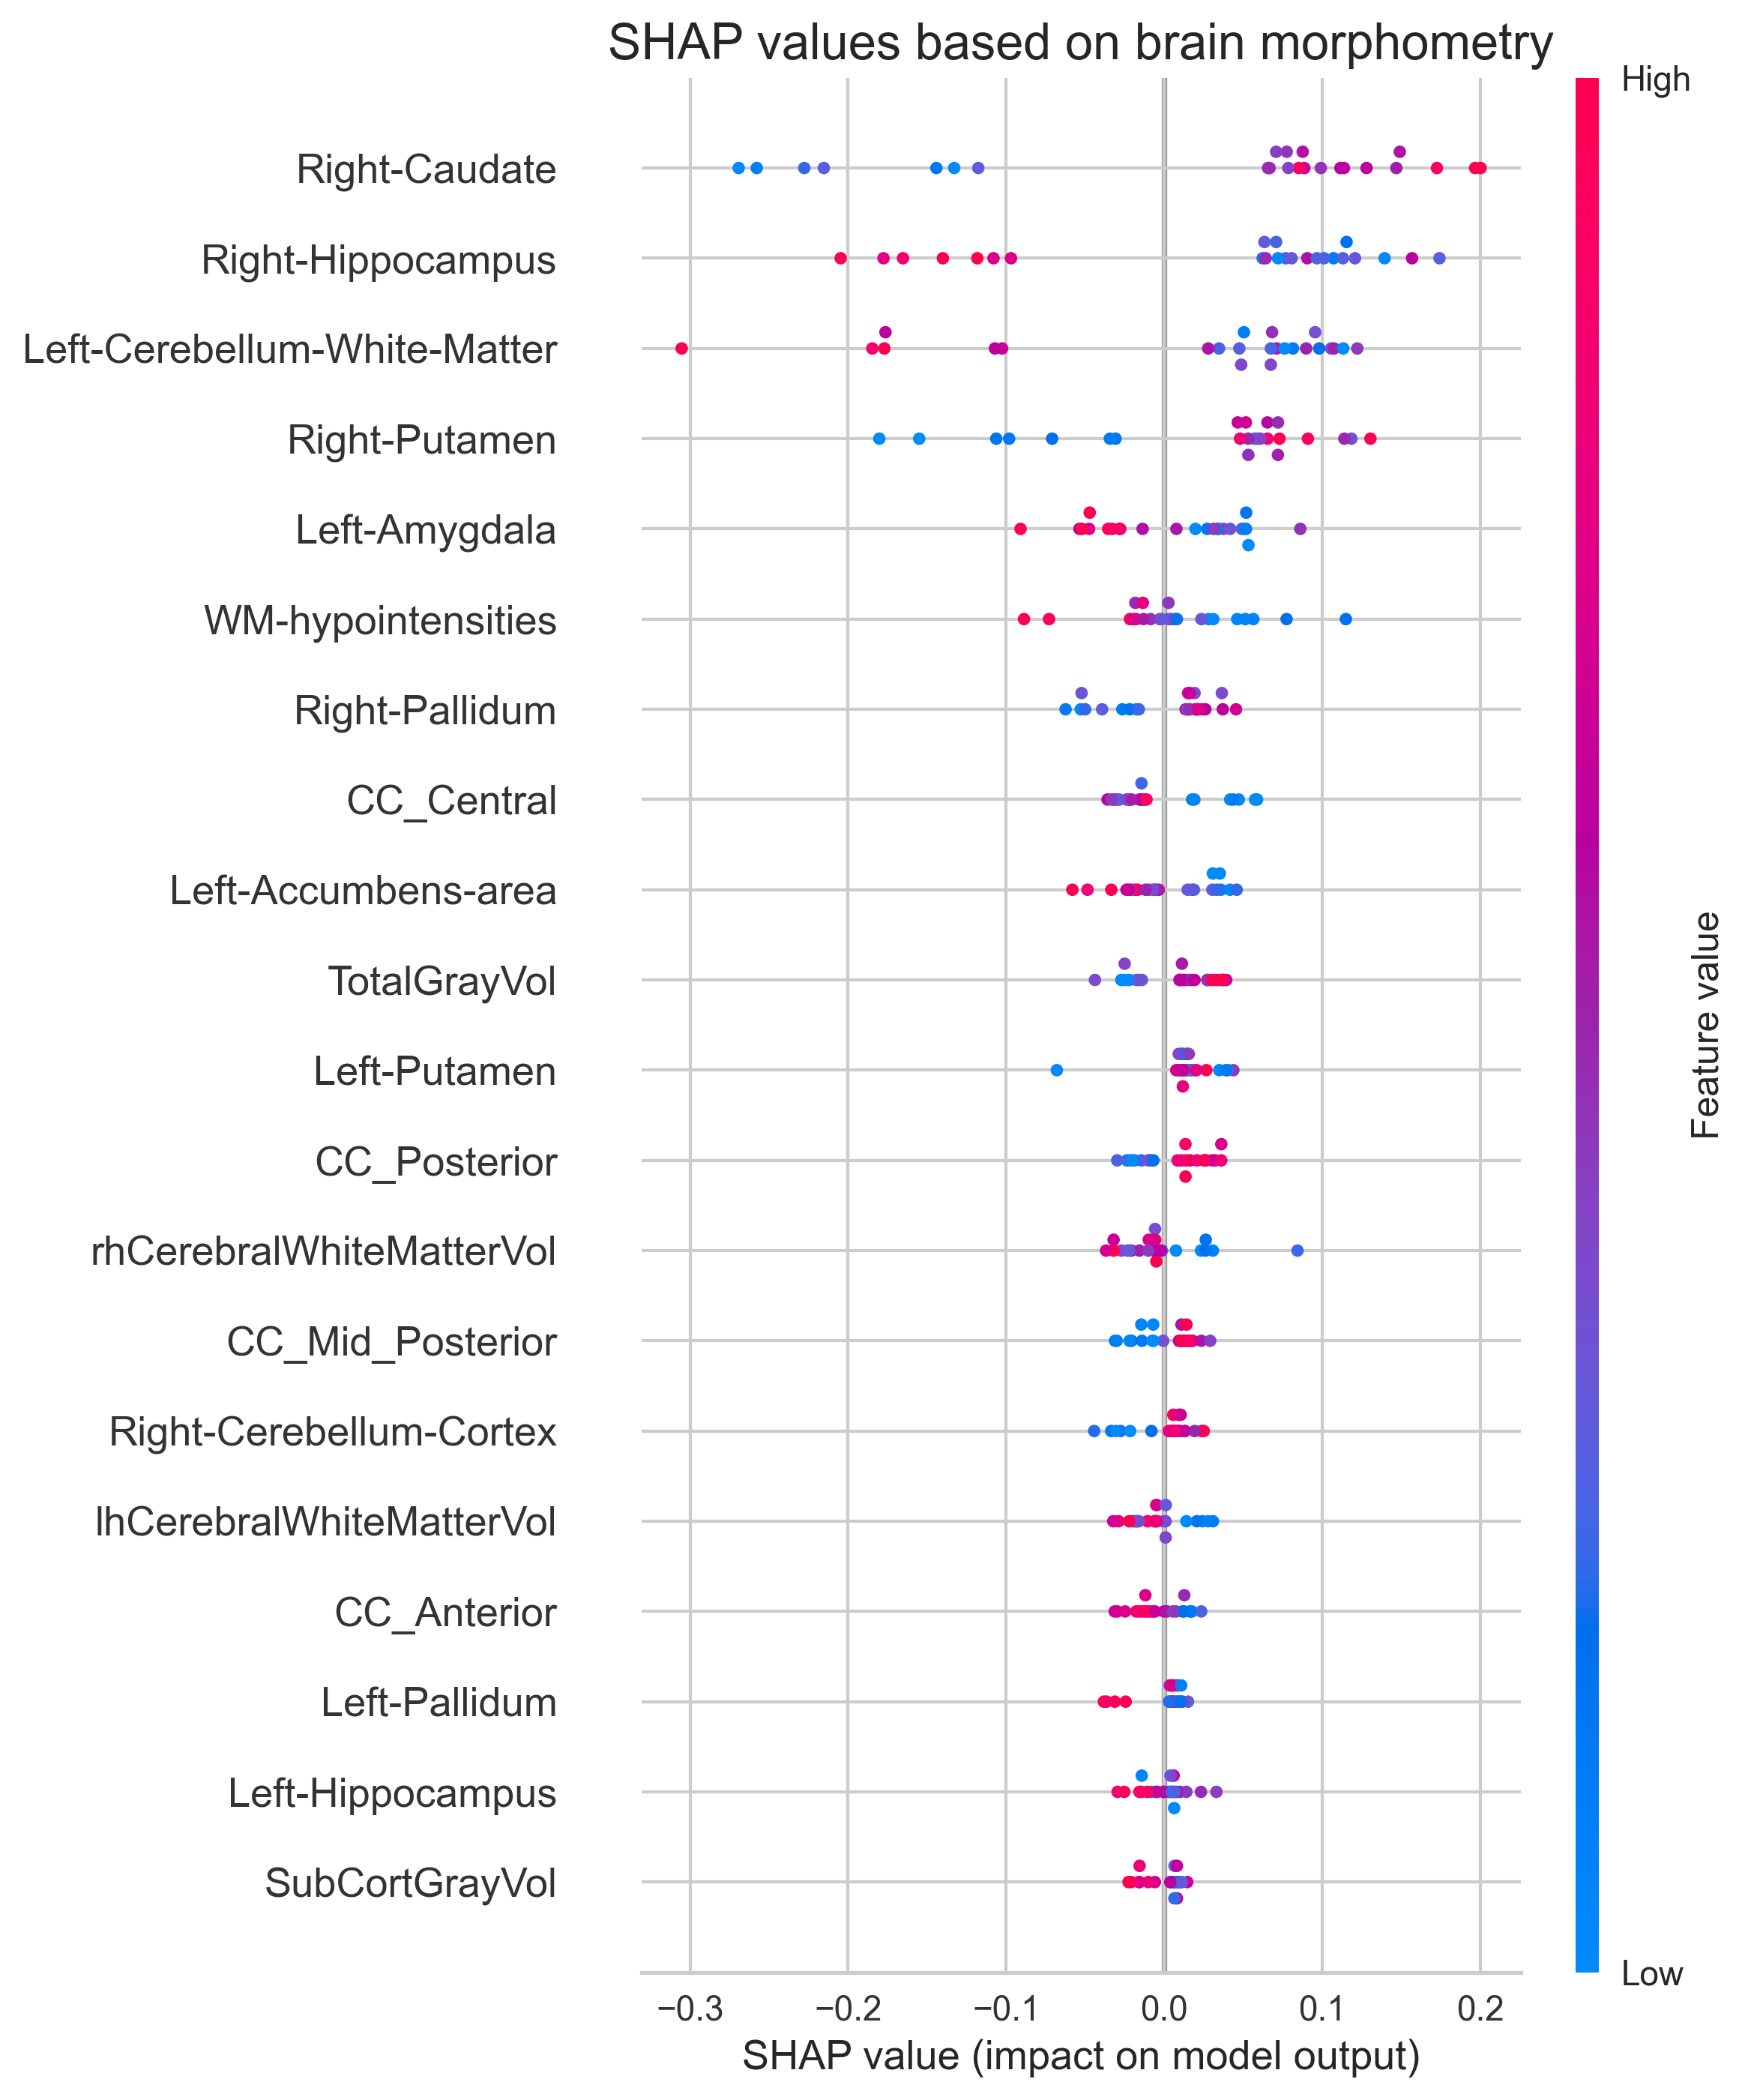 SHAP values based on brain morphometry
High
Right-Caudate
Right-Hippocampus
Left-Cerebellum-White-Matter
Right-Putamen
Left-Amygdala
WM-hypointensities
Right-Pallidum
CC_Central
Left-Accumbens-area
TotalGrayVol
Left-Putamen
CC_Posterior
rhCerebralWhiteMatterVol
CC_Mid_Posterior
Right-Cerebellum-Cortex
lhCerebralWhiteMatterVol
CC_Anterior
Left-Pallidum
Left-Hippocampus
SubCortGrayVol
Feature value
Low
−0.3 −0.2 −0.1 0.0 0.1 0.2
SHAP value (impact on model output)